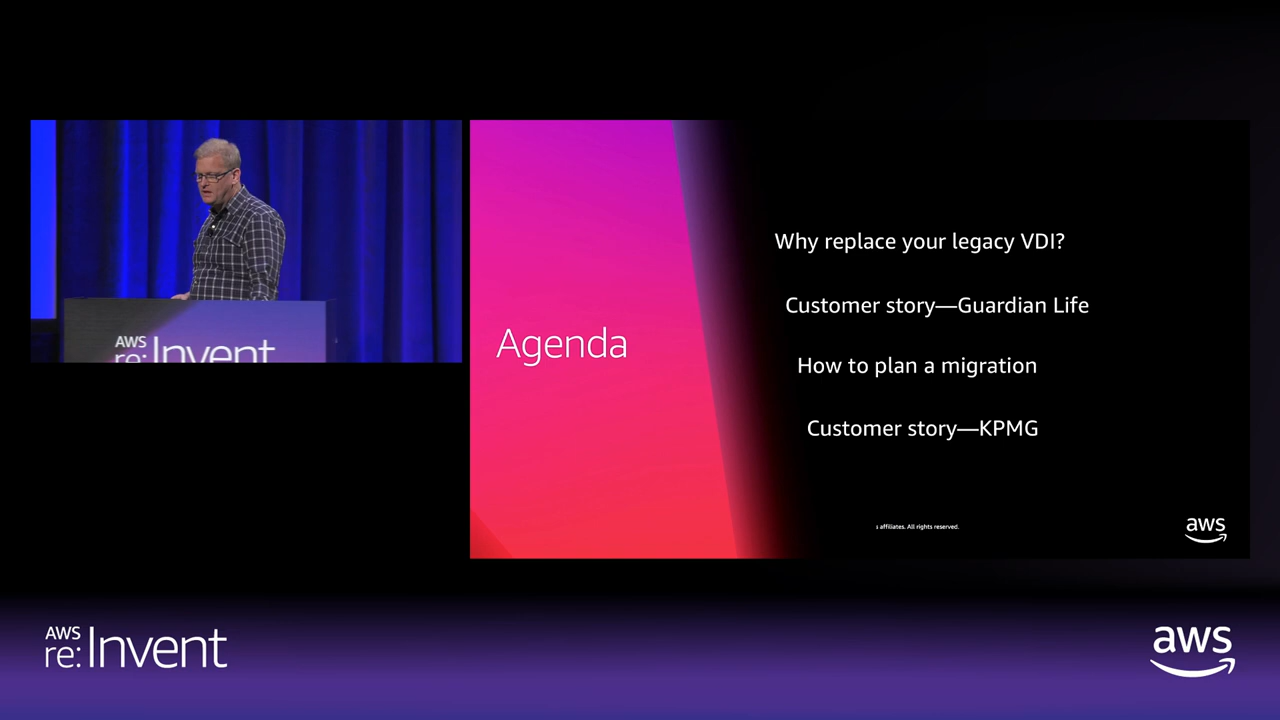 AWS
re:Invent
Agenda
Why replace your legacy VDI?
Customer story—Guardian Life
How to plan a migration
Customer story—KPMG
affiliates. All rights reserved.
aws
AWS
re:Invent
aws